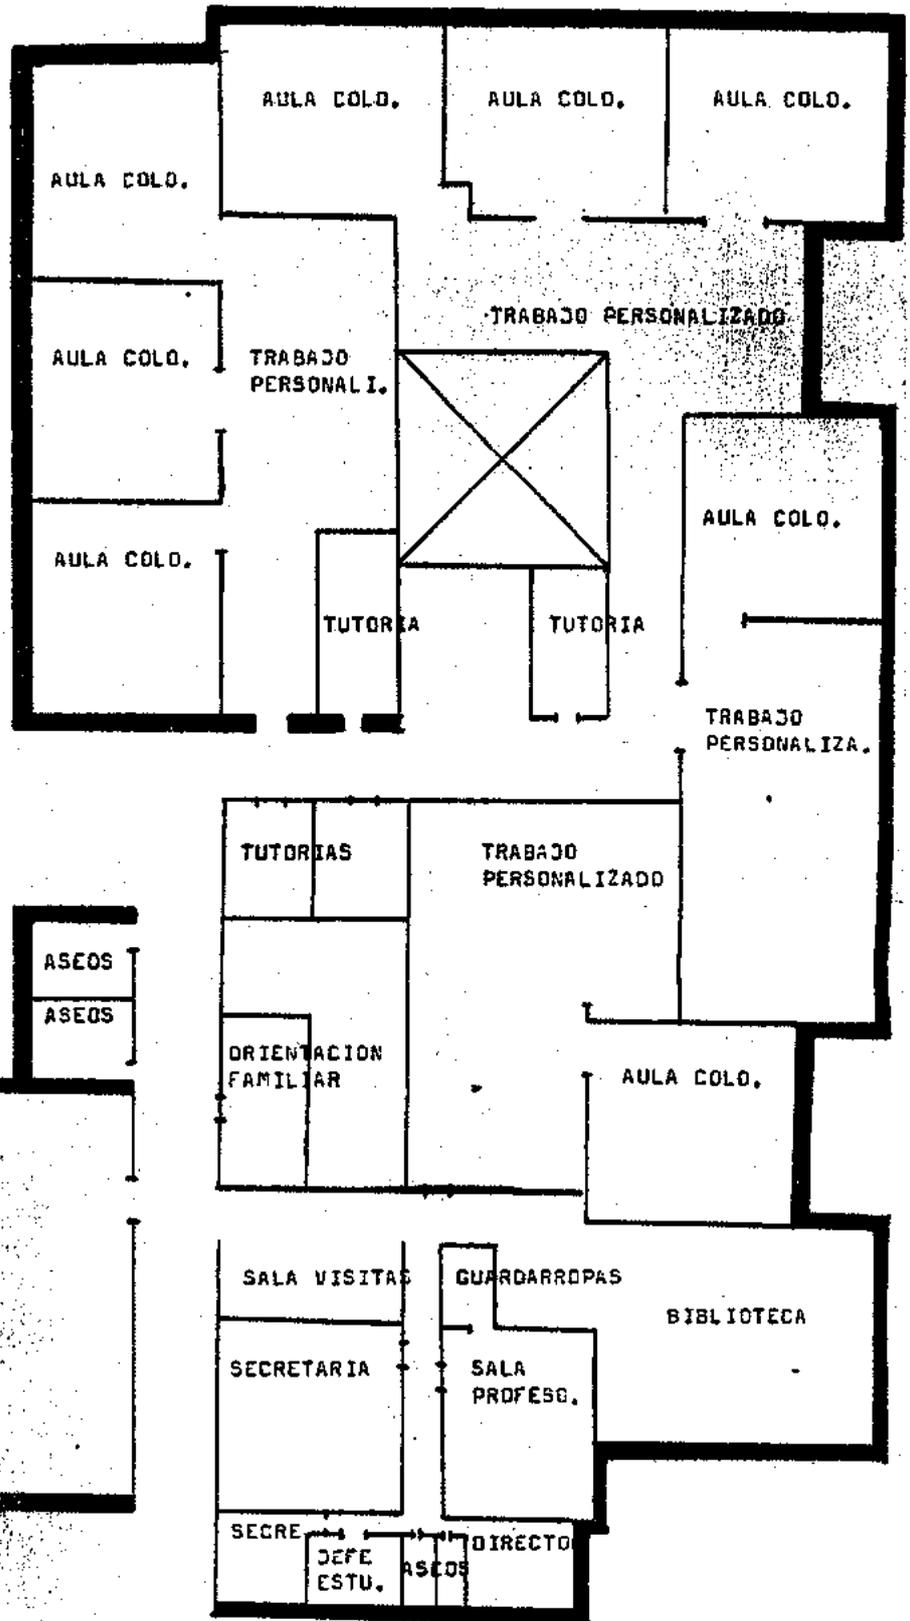 AULA COLO.
AULA COLO.
AULA COLO.
AULA COLO.
TRABAJO PERSONALIZADO
AULA COLO.
TRABAJO
PERSONALI.
AULA COLO.
AULA COLO.
TUTORIA
TUTORIA
TRABAJO
PERSONALIZA.
TUTORIAS
TRABAJO
PERSONALIZADO
ASEOS
ASEOS
ORIENTACION
FAMILIAR
AULA COLO.
SALA VISITAS
GUARDARROPAS
BIBLIOTECA
SECRETARIA
SALA
PROFESO.
SECRE.
JEFE
ESTU.
ASEOS
DIRECTO